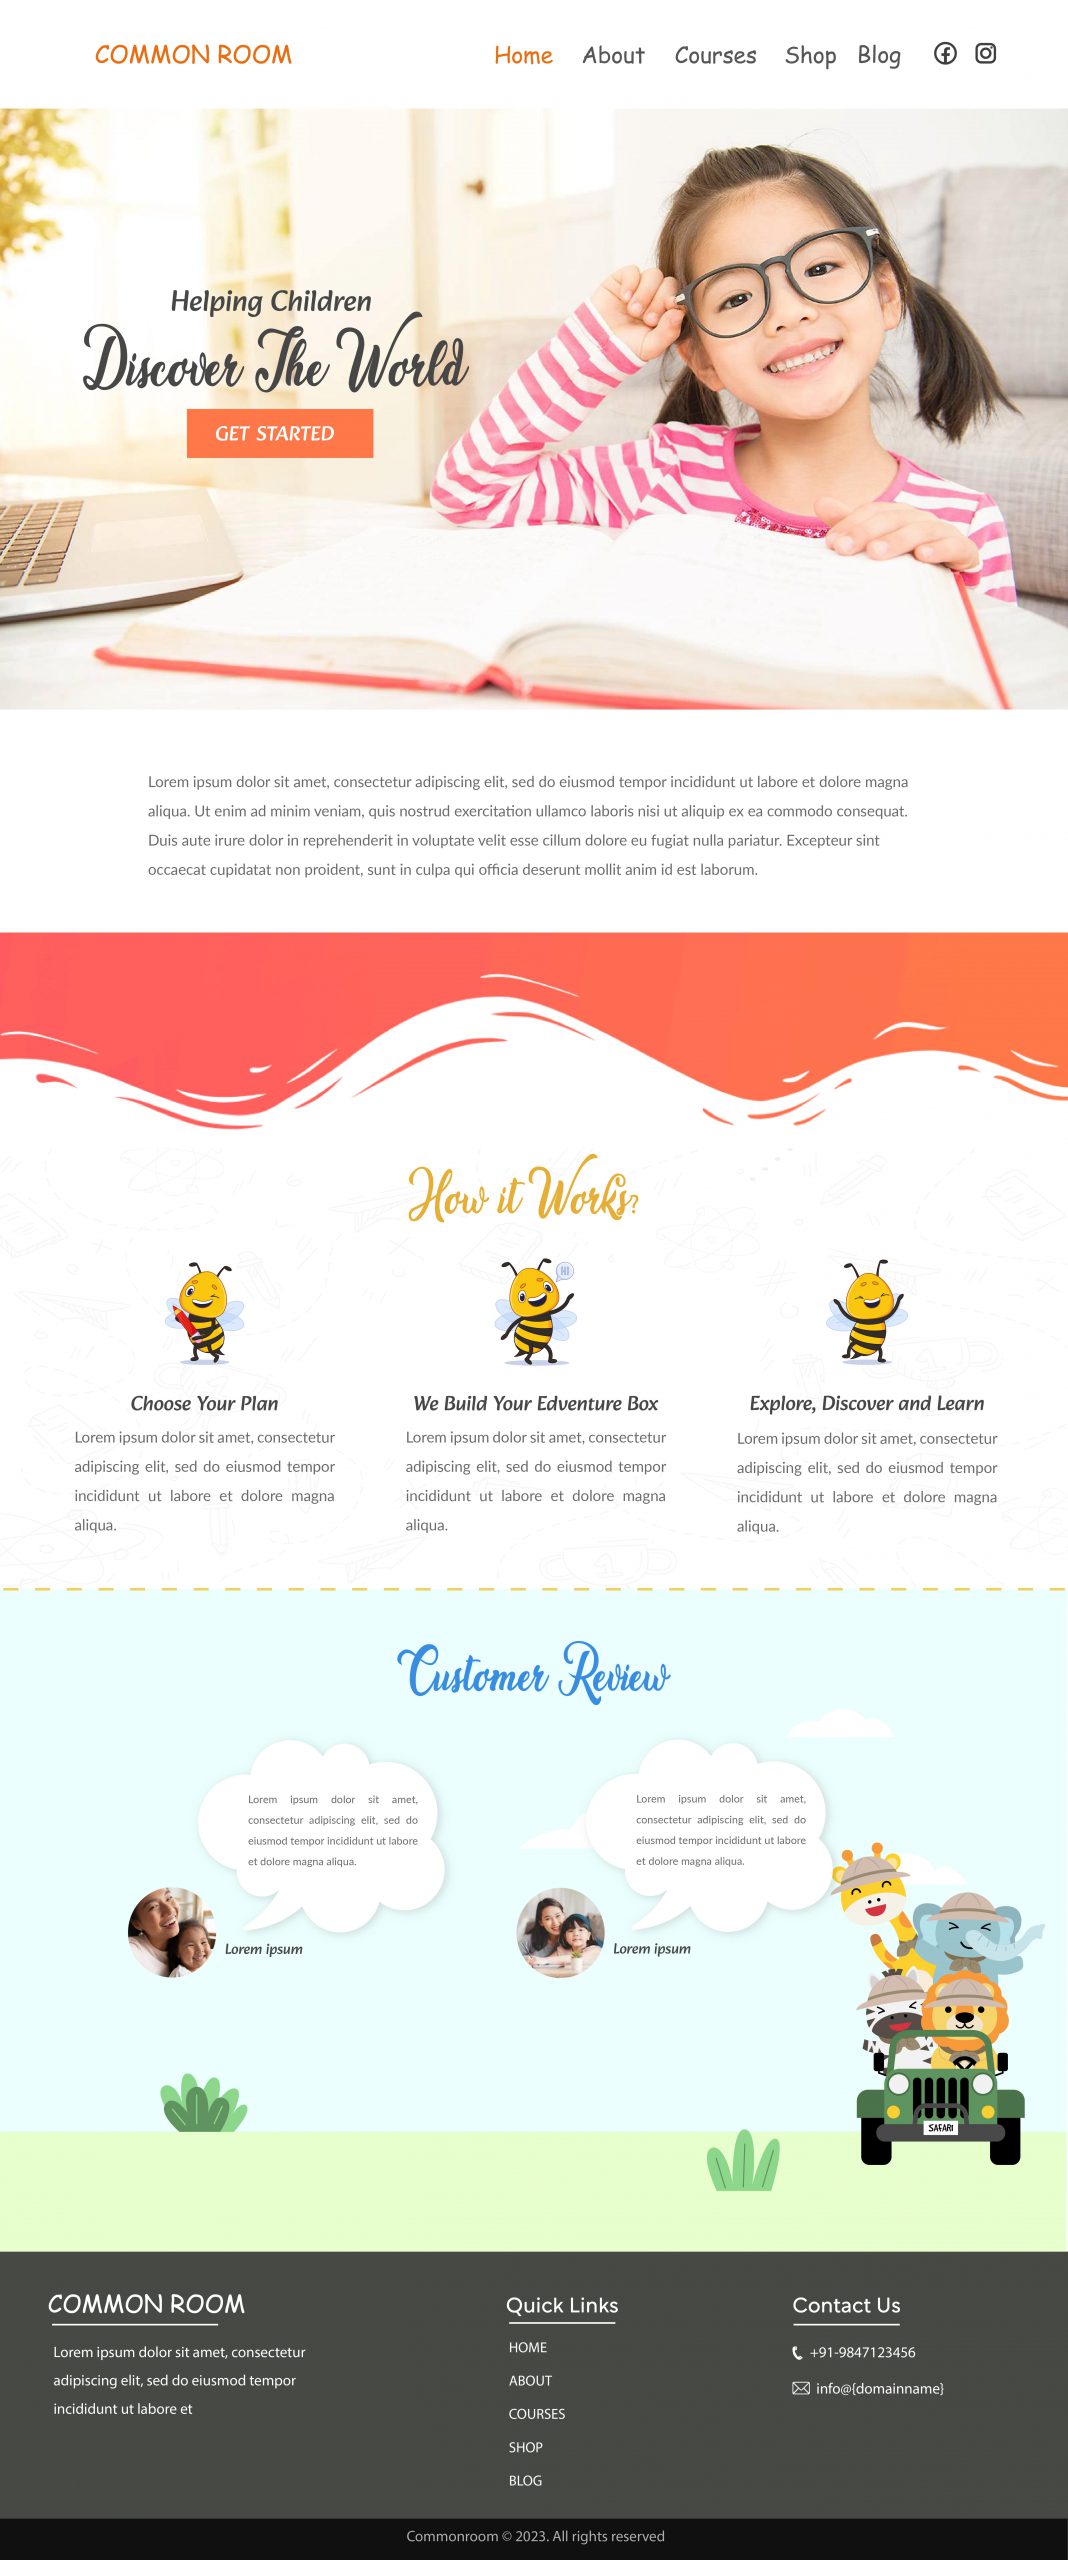 COMMON ROOM
Home About Courses Shop Blog
Helping Children
Discover The World
GET STARTED
Lorem ipsum dolor sit amet, consectetur adipiscing elit, sed do eiusmod tempor incididunt ut labore et dolore magna
aliqua. Ut enim ad minim veniam, quis nostrud exercitation ullamco laboris nisi ut aliquip ex ea commodo consequat.
Duis aute irure dolor in reprehenderit in voluptate velit esse cillum dolore eu fugiat nulla pariatur. Excepteur sint
occaecat cupidatat non proident, sunt in culpa qui officia deserunt mollit anim id est laborum.
How it Works?
HI
Choose Your Plan
Lorem ipsum dolor sit amet, consectetur
adipiscing elit, sed do eiusmod tempor
incididunt ut labore et dolore magna
aliqua.
We Build Your Edventure Box
Lorem ipsum dolor sit amet, consectetur
adipiscing elit, sed do eiusmod tempor
incididunt ut labore et dolore magna
aliqua.
Explore, Discover and Learn
Lorem ipsum dolor sit amet, consectetur
adipiscing elit, sed do eiusmod tempor
incididunt ut labore et dolore magna
aliqua.
1
Customer Review
Lorem ipsum dolor sit amet,
consectetur adipiscing elit, sed do
eiusmod tempor incididunt ut labore
et dolore magna aliqua.
Lorem ipsum
Lorem ipsum dolor sit amet,
consectetur adipiscing elit, sed do
eiusmod tempor incididunt ut labore
et dolore magna aliqua.
Lorem ipsum
SAFARI
COMMON ROOM
Lorem ipsum dolor sit amet, consectetur
adipiscing elit, sed do eiusmod tempor
incididunt ut labore et
Quick Links
HOME
ABOUT
COURSES
SHOP
BLOG
Contact Us
+91-9847123456
info@{domainname}
Commonroom © 2023. All rights reserved